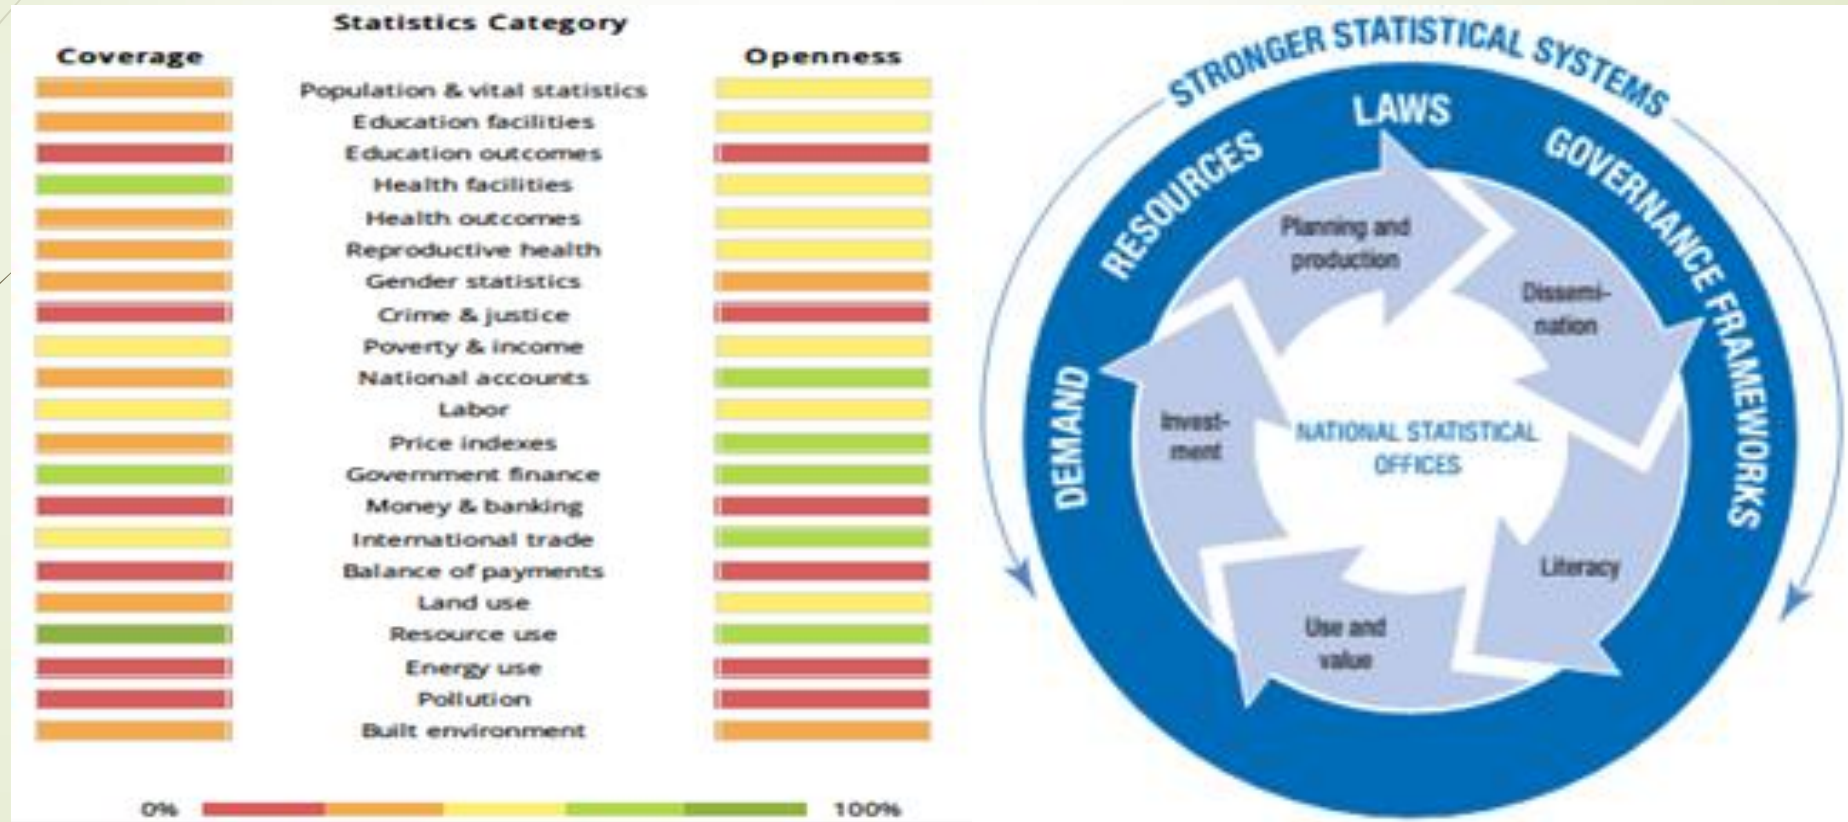 Statistics Category
Coverage
Openness
Population & vital statistics
Education facilities
Education outcomes
Health facilities
Health outcomes
Reproductive health
Gender statistics
Crime & justice
Poverty & income
National accounts
Labor
Price indexes
Government finance
Money & banking
International trade
Balance of payments
Land use
Resource use
Energy use
Pollution
Built environment
0%
100%
STRONGER STATISTICAL SYSTEMS
DEMAND
RESOURCES
LAWS
GOVERNANCE FRAMEWORKS
Planning and
production
Dissemi-
nation
Literacy
Use and
value
Invest-
ment
NATIONAL STATISTICAL
OFFICES